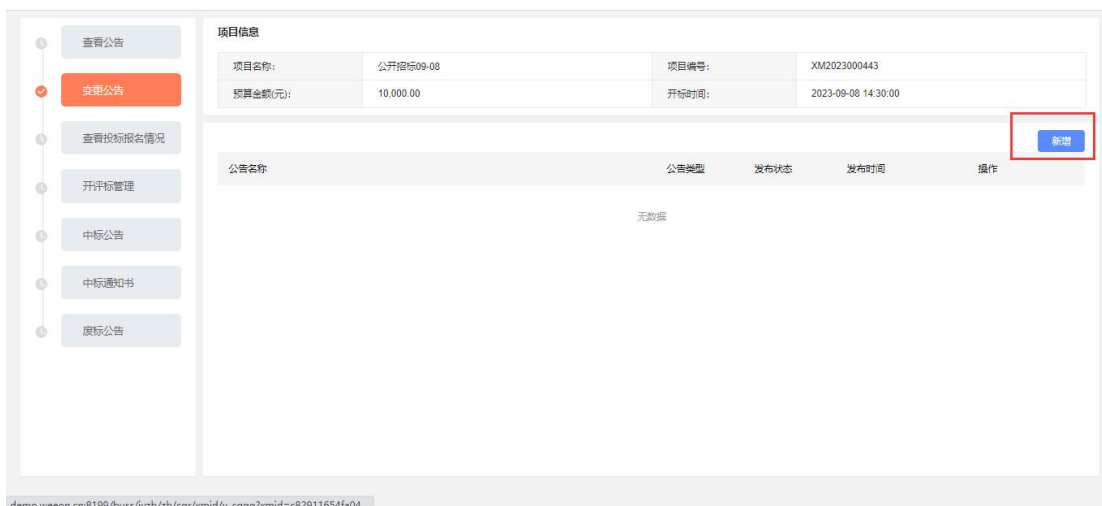 查看公告
变更公告
查看投标报名情况
开评标管理
中标公告
中标通知书
废标公告
项目信息
项目名称: 公开招标09-08 项目编号: XM2023000443
预算金额(元): 10,000.00 开标时间: 2023-09-08 14:30:00
新增
公告名称 公告类型 发布状态 发布时间 操作
无数据